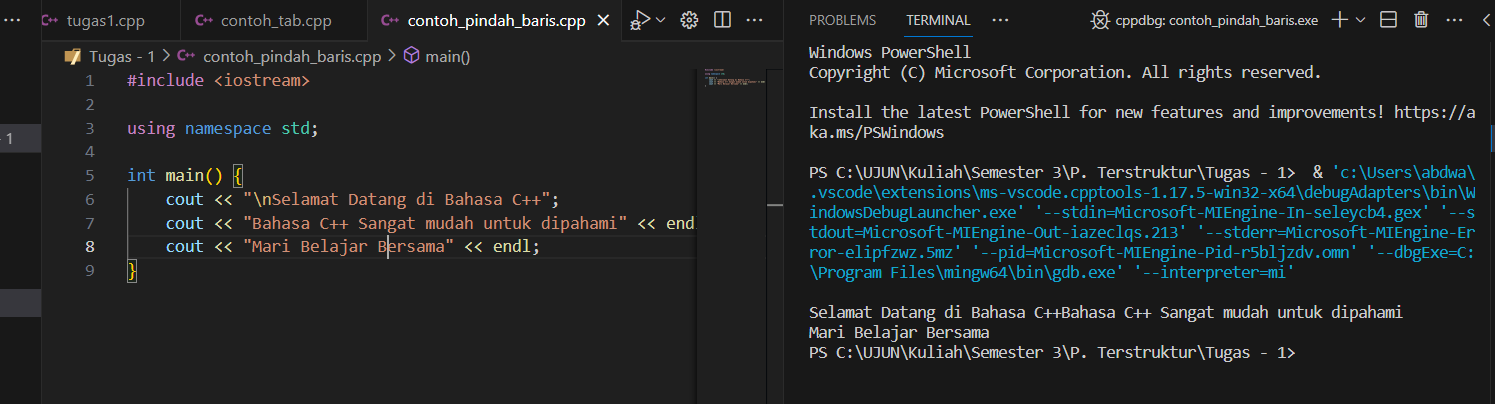 tugas1.cpp contoh_tab.cpp contoh_pindah_baris.cpp
Tugas - 1 > contoh_pindah_baris.cpp > main()
1 #include <iostream>
2
3 using namespace std;
4
5 int main() {
6 cout << "\nSelamat Datang di Bahasa C++";
7 cout << "Bahasa C++ Sangat mudah untuk dipahami" << endl
8 cout << "Mari Belajar Bersama" << endl;
9 }
- 1
PROBLEMS TERMINAL ··· cppdbg: contoh_pindah_baris.exe
Windows PowerShell
Copyright (C) Microsoft Corporation. All rights reserved.
Install the latest PowerShell for new features and improvements! https://a
ka.ms/PSWindows
PS C:\UJUN\Kuliah\Semester 3\P. Terstruktur\Tugas - 1> & 'c:\Users\abdwa\
.vscode\extensions\ms-vscode.cpptools-1.17.5-win32-x64\debugAdapters\bin\W
indowsDebugLauncher.exe' '--stdin=Microsoft-MIEngine-In-seleycb4.gex' '--s
tdout=Microsoft-MIEngine-Out-iazeclqs.213' '--stderr=Microsoft-MIEngine-Er
ror-elipfzwz.5mz' '--pid=Microsoft-MIEngine-Pid-r5bljzdv.omn' '--dbgExe=C:
\Program Files\mingw64\bin\gdb.exe' '--interpreter=mi'
Selamat Datang di Bahasa C++Bahasa C++ Sangat mudah untuk dipahami
Mari Belajar Bersama
PS C:\UJUN\Kuliah\Semester 3\P. Terstruktur\Tugas - 1>